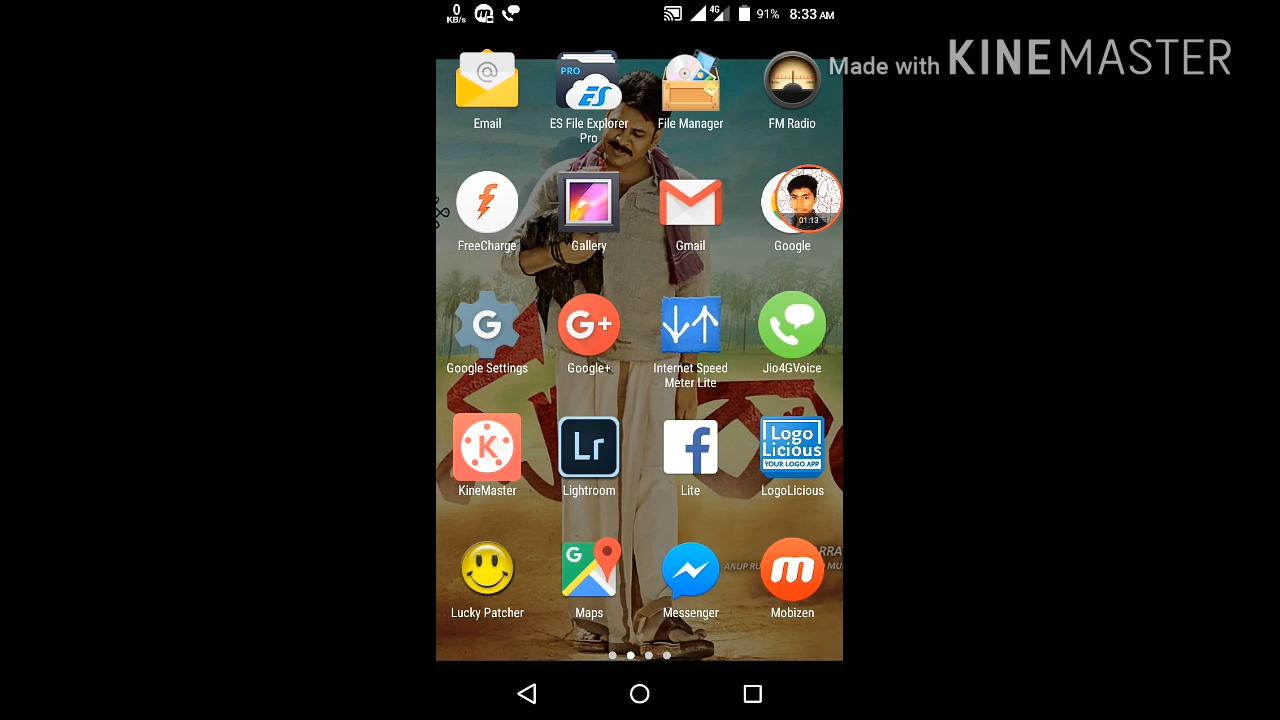 0
KB/s
4G
91%
8:33 AM
Made with KINEMASTER
@
PRO
ES
Email
ES File Explorer
Pro
File Manager
FM Radio
01:13
FreeCharge
Gallery
Gmail
Google
G
G+
Google Settings
Google+
Internet Speed
Meter Lite
Jio4GVoice
K
Lr
f
Logo
Licious
YOUR LOGO APP
KineMaster
Lightroom
Lite
LogoLicious
G
m
Lucky Patcher
Maps
Messenger
Mobizen